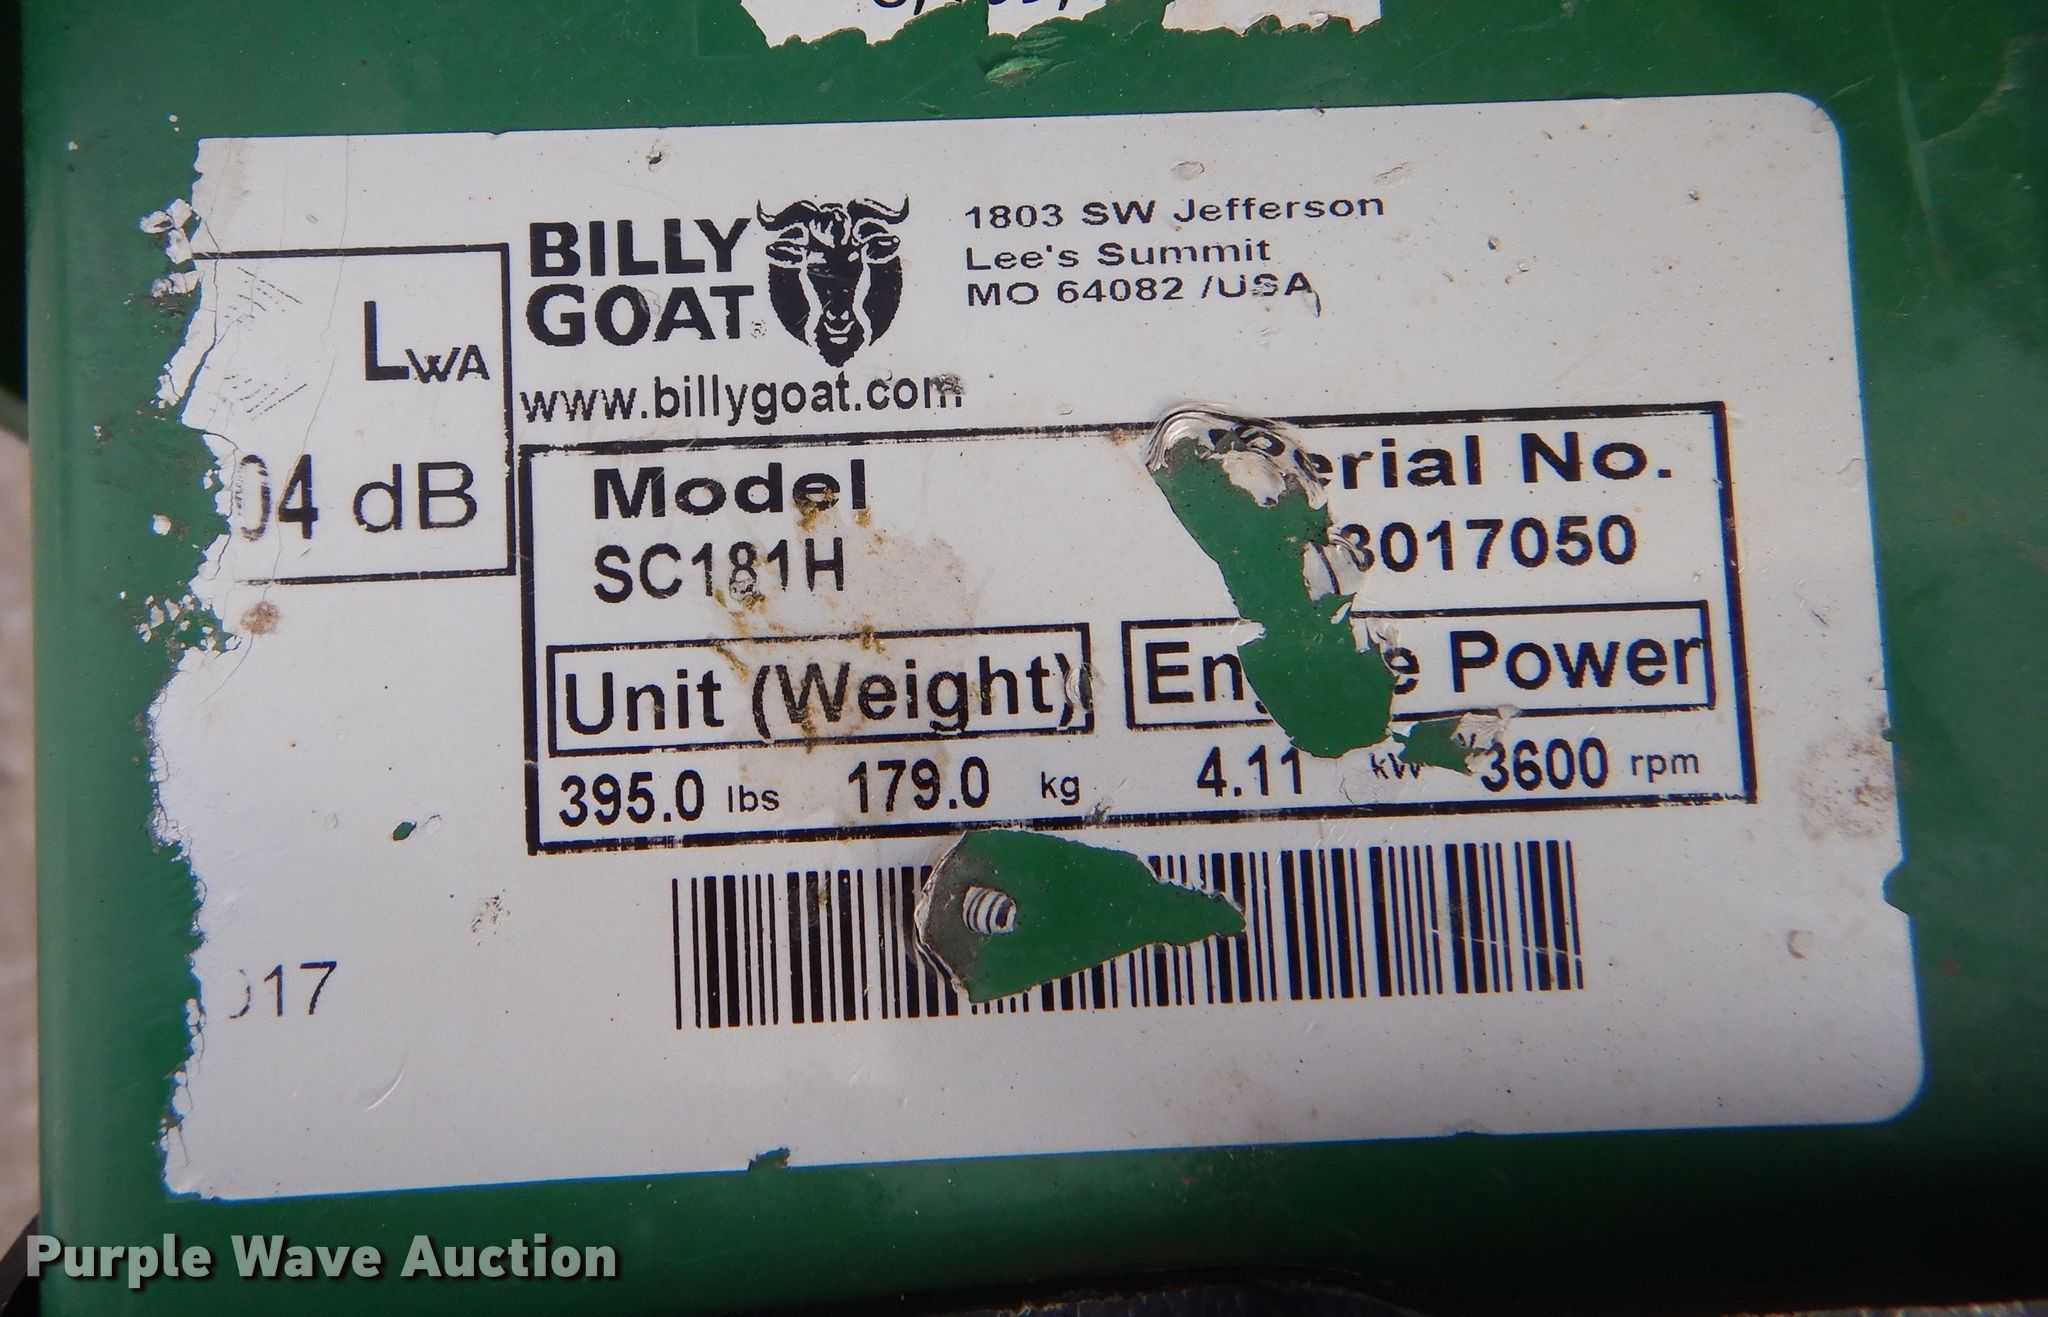 LWA
04 dB
BILLY
GOAT
www.billygoat.com
1803 SW Jefferson
Lee's Summit
MO 64082 /USA
Model
SC181H
Serial No.
3017050
Unit (Weight)
Engine Power
395.0 lbs 179.0 kg
4.11 kW 3600 rpm
017
Purple Wave Auction